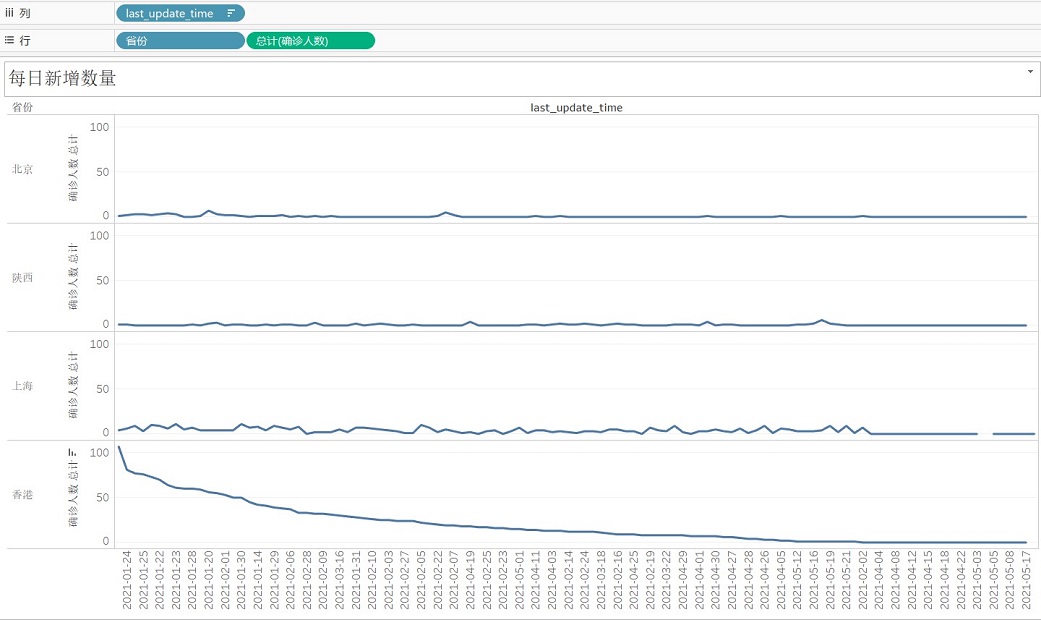 iii 列 last_update_time
行 省份 总计(确诊人数)
每日新增数量
省份 last_update_time
北京 确诊人数 总计 100 50 0
陕西 确诊人数 总计 100 50 0
上海 确诊人数 总计 100 50 0
香港 确诊人数 总计 100 50 0
2021-01-24 2021-01-25 2021-01-22 2021-01-23 2021-01-28 2021-01-20 2021-02-01 2021-01-30 2021-01-14 2021-01-29 2021-02-06 2021-02-28 2021-02-09 2021-03-16 2021-01-31 2021-02-10 2021-02-03 2021-02-27 2021-02-05 2021-02-22 2021-02-07 2021-04-19 2021-02-25 2021-02-23 2021-05-01 2021-04-11 2021-04-03 2021-02-14 2021-02-24 2021-03-18 2021-02-16 2021-04-25 2021-02-19 2021-03-22 2021-04-29 2021-04-01 2021-04-30 2021-04-27 2021-04-28 2021-04-26 2021-04-05 2021-05-12 2021-05-16 2021-05-19 2021-05-21 2021-02-02 2021-04-04 2021-04-08 2021-04-12 2021-04-15 2021-04-18 2021-04-22 2021-05-03 2021-05-05 2021-05-08 2021-05-17